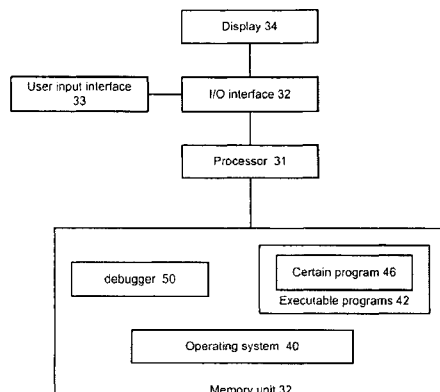 Display 34
User input interface
33
I/O interface 32
Processor 31
debugger 50
Certain program 46
Executable programs 42
Operating system 40
Memory unit 32